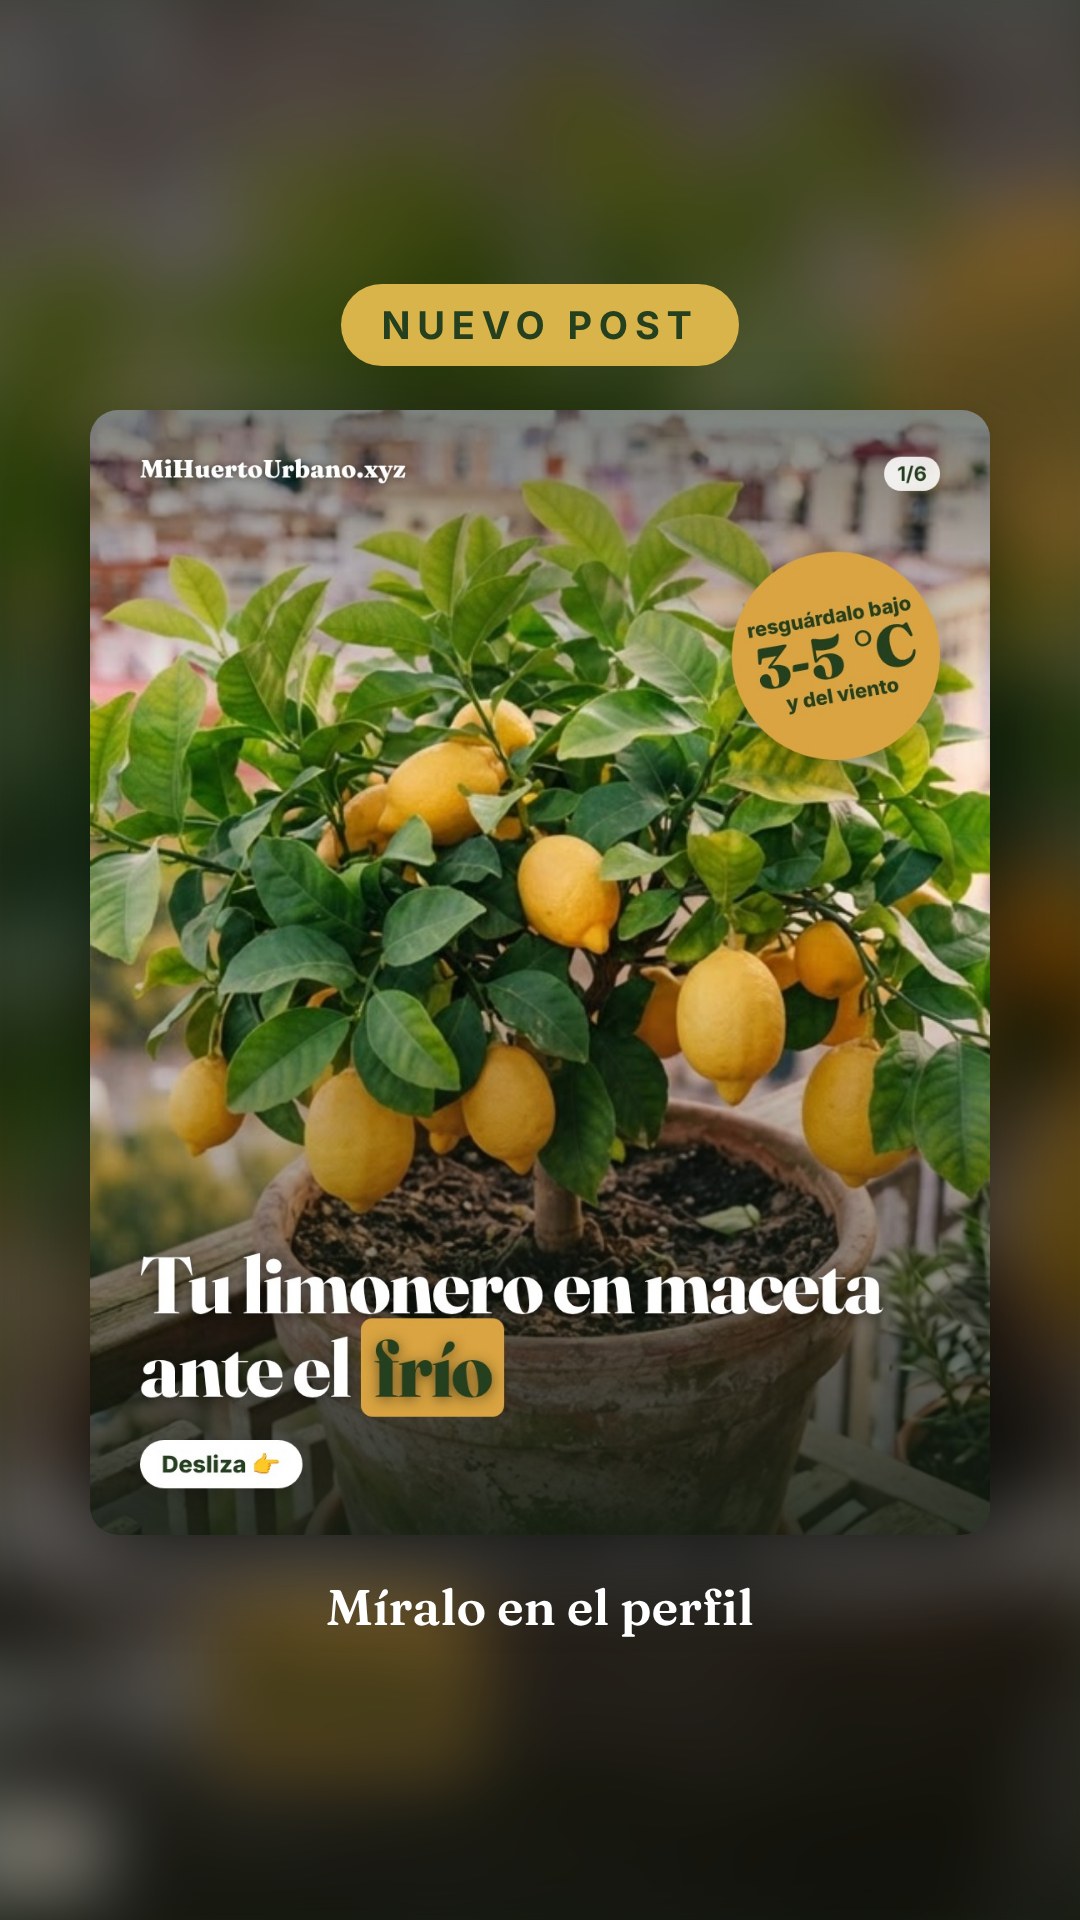 NUEVO POST
MiHuertoUrbano.xyz
1/6
resguárdalo bajo
3-5 °C
y del viento
Tu limonero en maceta
ante el frío
Desliza 👉
Míralo en el perfil